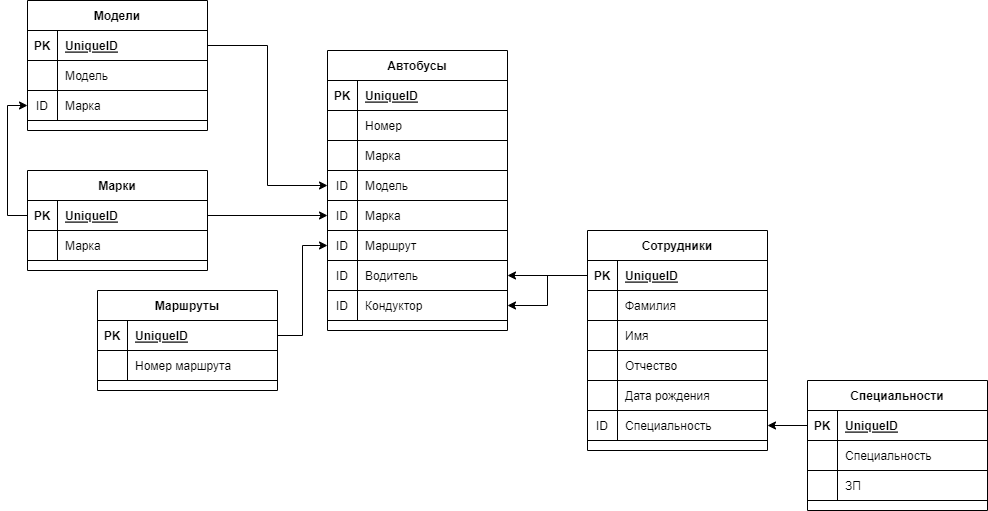 Модели
PK UniqueID
Модель
ID Марка
Марки
PK UniqueID
Марка
Маршруты
PK UniqueID
Номер маршрута
Автобусы
PK UniqueID
Номер
Марка
ID Модель
ID Марка
ID Маршрут
ID Водитель
ID Кондуктор
Сотрудники
PK UniqueID
Фамилия
Имя
Отчество
Дата рождения
ID Специальность
Специальности
PK UniqueID
Специальность
ЗП